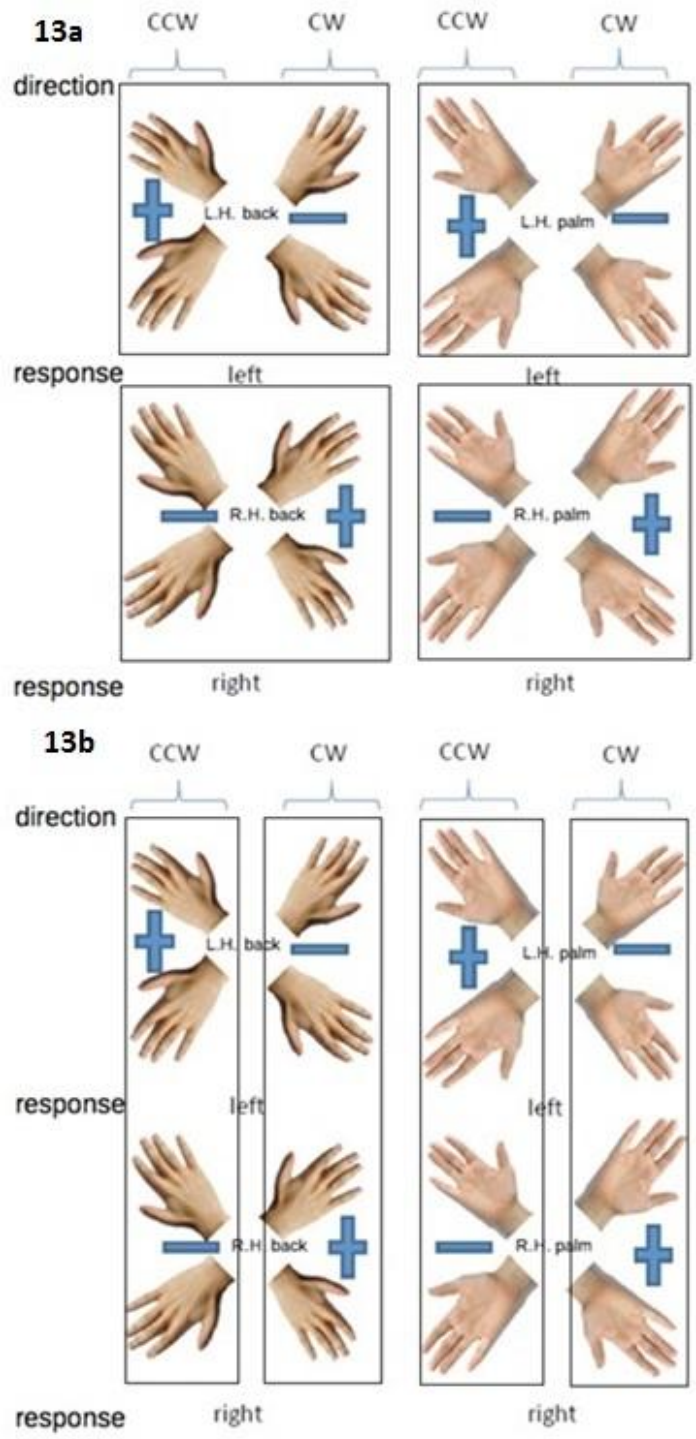 13a
CCW CW CCW CW
direction
L.H. back L.H. palm
response left left
R.H. back R.H. palm
response right right
13b
CCW CW CCW CW
direction
L.H. back L.H. palm
response left left
R.H. back R.H. palm
response right right